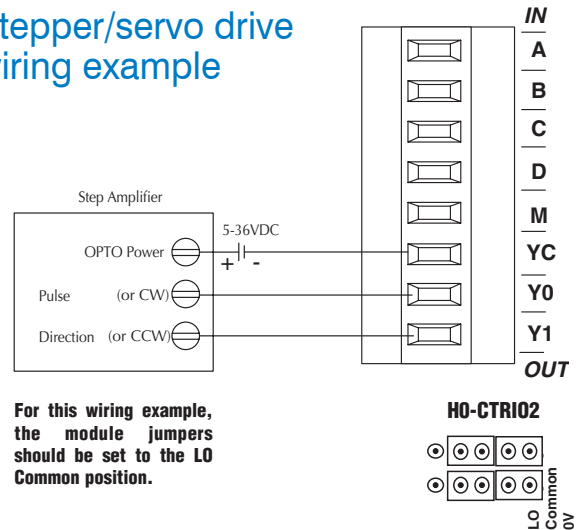 tepper/servo drive
iring example
IN
A
B
C
D
M
YC
Y0
Y1
OUT
Step Amplifier
5-36VDC
+ -
OPTO Power
Pulse (or CW)
Direction (or CCW)
For this wiring example,
the module jumpers
should be set to the LO
Common position.
H0-CTRIO2
LO
Common
0V